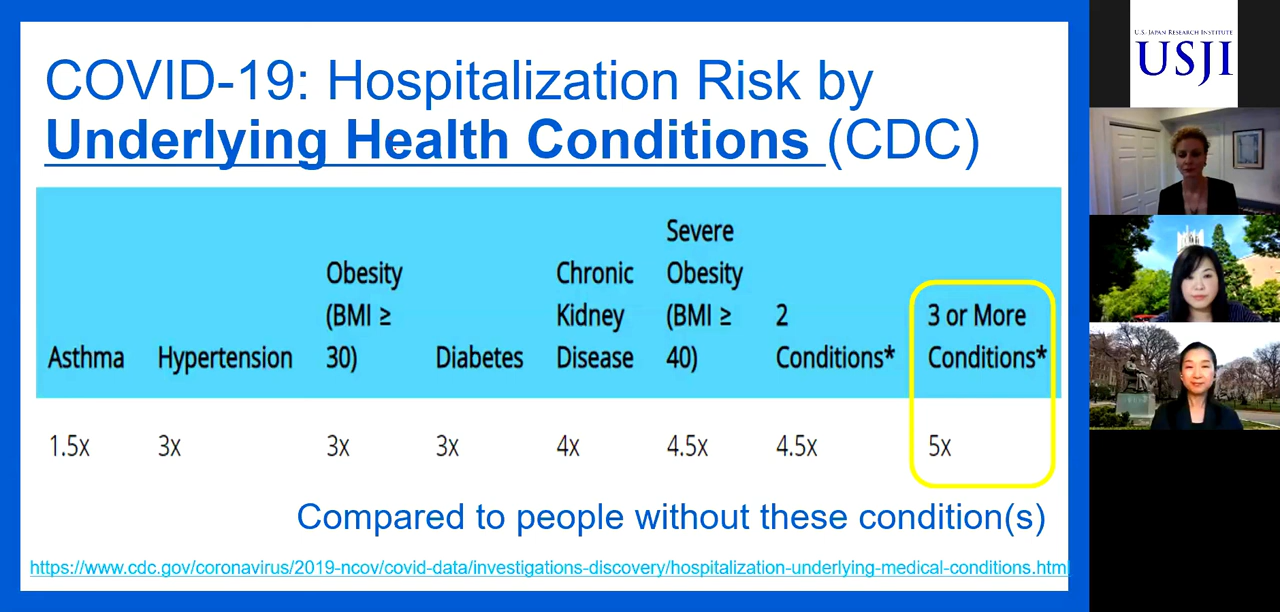 COVID-19: Hospitalization Risk by
Underlying Health Conditions (CDC)
Asthma
Hypertension
Obesity
(BMI ≥
30)
Diabetes
Chronic
Kidney
Disease
Severe
Obesity
(BMI ≥
40)
2
Conditions*
3 or More
Conditions*
1.5x
3x
3x
3x
4x
4.5x
4.5x
5x
Compared to people without these condition(s)
https://www.cdc.gov/coronavirus/2019-ncov/covid-data/investigations-discovery/hospitalization-underlying-medical-conditions.html
U.S. JAPAN RESEARCH INSTITUTE
USJI